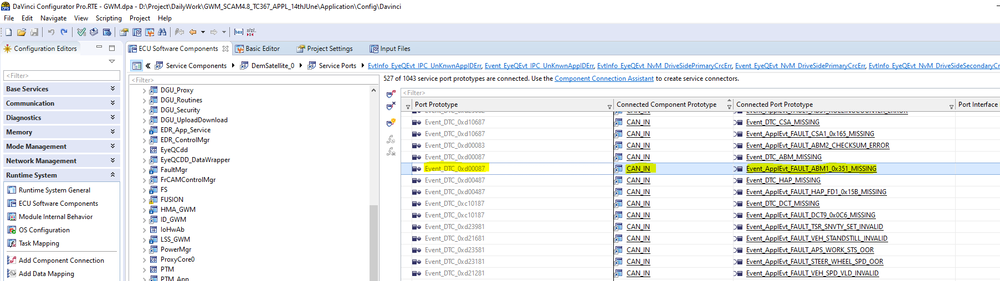 DaVinci Configurator Pro.RTE - GWM.dpa - D:\Project\DailyWork\GWM_SCAM4.8_TC367_APPL_14thJUne\Application\Config\Davinci
File Edit Navigate View Scripting Project Help
Configuration Editors
<Filter>
Base Services
Communication
Diagnostics
Memory
Mode Management
Network Management
Runtime System
Runtime System General
ECU Software Components
Module Internal Behavior
OS Configuration
Task Mapping
Add Component Connection
Add Data Mapping
ECU Software Components Basic Editor Project Settings Input Files
Service Components DemSatellite_0 Service Ports EvtInfo_EyeQEvt_IPC_UnKnwnAppIDErr, Event_EyeQEvt_IPC_UnKnwnAppIDErr, EvtInfo_EyeQEvt_NvM_DriveSidePrimaryCrcErr, Event_EyeQEvt_NvM_DriveSidePrimaryCrcErr, EvtInfo_EyeQEvt_NvM_DriveSideSecondaryCr
<Filter>
DGU_Proxy
DGU_Routines
DGU_Security
DGU_UploadDownload
EDR_App_Service
EDR_ControlMgr
EyeQCdd
EyeQCDD_DataWrapper
FaultMgr
FrCAMControlMgr
FS
FUSION
HMA_GWM
ID_GWM
IoHwAb
LSS_GWM
PowerMgr
ProxyCore0
PTM
PTM_App
527 of 1043 service port prototypes are connected. Use the Component Connection Assistant to create service connectors.
<Filter>
Port Prototype Connected Component Prototype Connected Port Prototype Port Interface
Event_DTC_0xd10687 CAN_IN Event_DTC_CSA_MISSING
Event_DTC_0xd10687 CAN_IN Event_ApplEvt_FAULT_CSA1_0x165_MISSING
Event_DTC_0xd00083 CAN_IN Event_ApplEvt_FAULT_ABM2_CHECKSUM_ERROR
Event_DTC_0xd00087 CAN_IN Event_DTC_ABM_MISSING
Event_DTC_0xd00087 CAN_IN Event_ApplEvt_FAULT_ABM1_0x351_MISSING
Event_DTC_0xd00487 CAN_IN Event_DTC_HAP_MISSING
Event_DTC_0xd00487 CAN_IN Event_ApplEvt_FAULT_HAP_FD1_0x15B_MISSING
Event_DTC_0xc10187 CAN_IN Event_DTC_DCT_MISSING
Event_DTC_0xc10187 CAN_IN Event_ApplEvt_FAULT_DCT9_0x0C6_MISSING
Event_DTC_0xd23981 CAN_IN Event_ApplEvt_FAULT_TSR_SNVTY_SET_INVALID
Event_DTC_0xd21681 CAN_IN Event_ApplEvt_FAULT_VEH_STANDSTILL_INVALID
Event_DTC_0xd23581 CAN_IN Event_ApplEvt_FAULT_APS_WORK_STS_OOR
Event_DTC_0xd23181 CAN_IN Event_ApplEvt_FAULT_STEER_WHEEL_SPD_OOR
Event_DTC_0xd21281 CAN_IN Event_ApplEvt_FAULT_VEH_SPD_VLD_INVALID